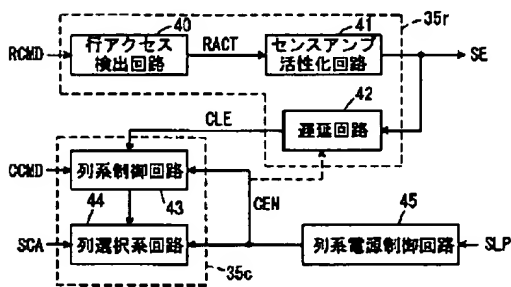 40
41
35r
RCMD
行アクセス
検出回路
RACT
センスアンプ
活性化回路
SE
42
CLE
遅延回路
CCMD
列系制御回路
44
43
CEN
45
SCA
列選択系回路
列系電源制御回路
SLP
35c